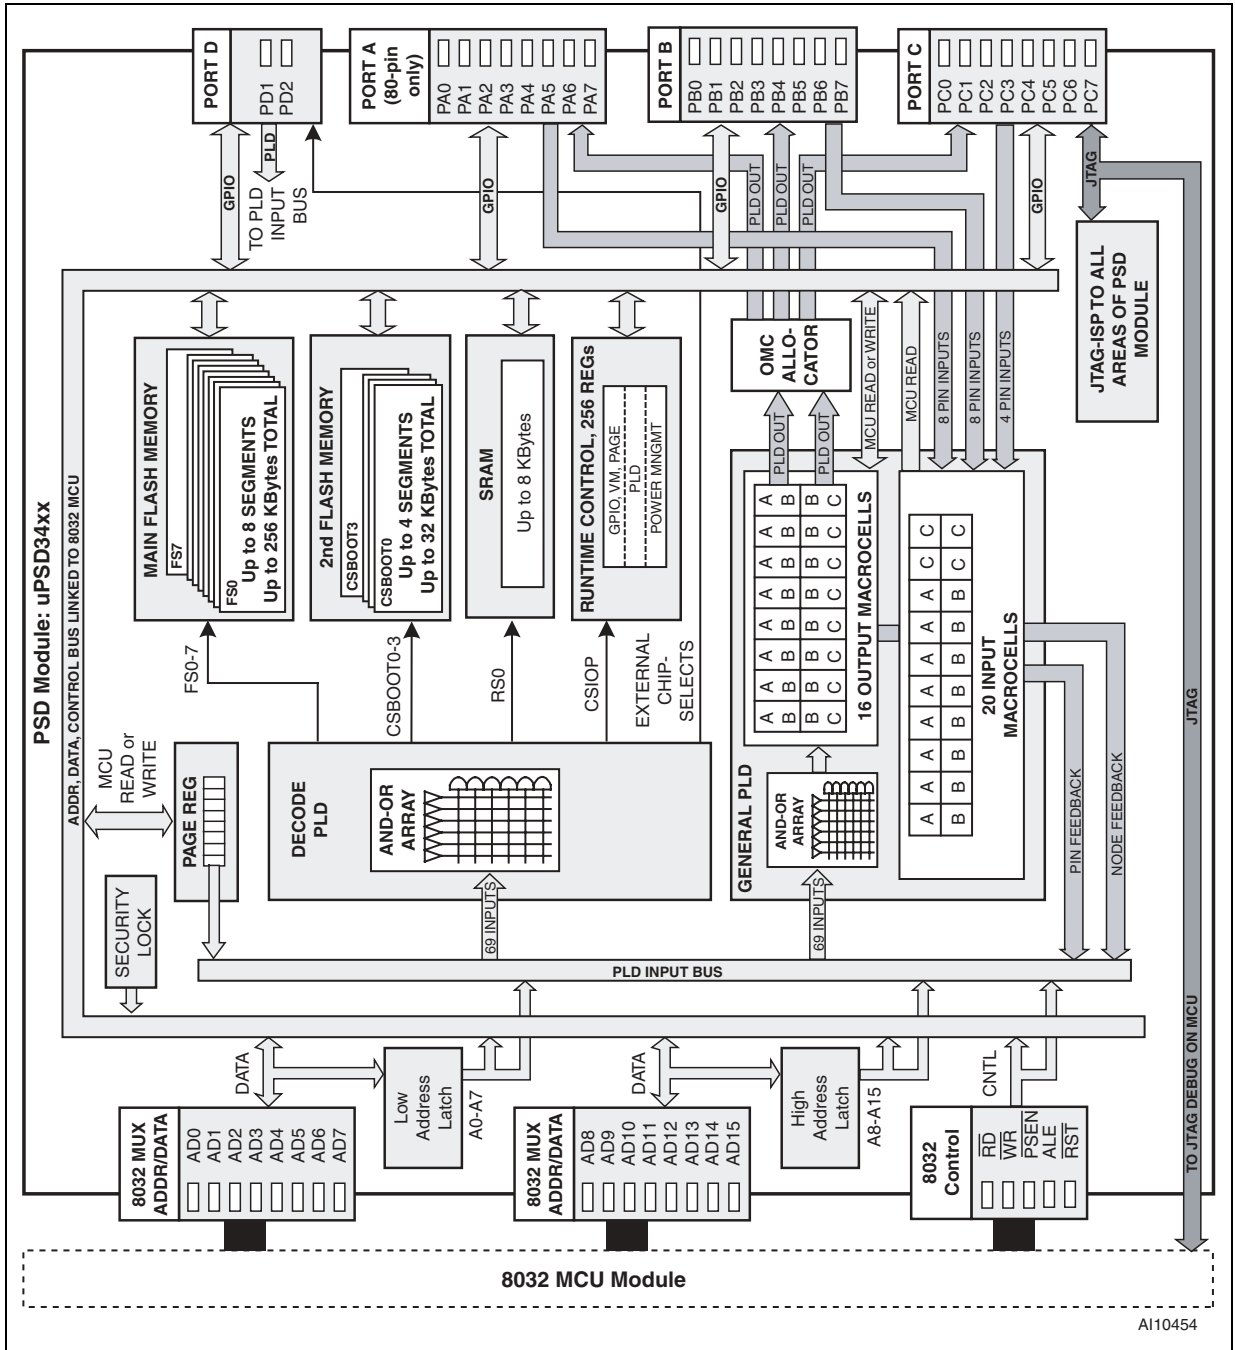 PSD Module: uPSD34xx
ADDR, DATA, CONTROL BUS LINKED TO 8032 MCU
PORT D
PD1
PD2
PORT A
(80-pin
only)
PA0
PA1
PA2
PA3
PA4
PA5
PA6
PA7
PORT B
PB0
PB1
PB2
PB3
PB4
PB5
PB6
PB7
PORT C
PC0
PC1
PC2
PC3
PC4
PC5
PC6
PC7
GPIO
PLD
TO PLD
INPUT
BUS
GPIO
GPIO
PLD OUT
PLD OUT
PLD OUT
GPIO
JTAG
MAIN FLASH MEMORY
FS7
FS0
Up to 8 SEGMENTS
Up to 256 KBytes TOTAL
2nd FLASH MEMORY
CSBOOT3
CSBOOT0
Up to 4 SEGMENTS
Up to 32 KBytes TOTAL
SRAM
Up to 8 KBytes
RUNTIME CONTROL, 256 REGs
GPIO, VM, PAGE
PLD
POWER MNGMT
OMC
ALLO-
CATOR
MCU READ or WRITE
MCU READ
8 PIN INPUTS
8 PIN INPUTS
4 PIN INPUTS
JTAG-ISP TO ALL
AREAS OF PSD
MODULE
PLD OUT
PLD OUT
FS0-7
CSBOOT0-3
RS0
CSIOP
EXTERNAL
CHIP-
SELECTS
A A A A A A A A
B B B B B B B B
B B B B B B B B
C C C C C C C C
16 OUTPUT MACROCELLS
A A A A A A A A C C
B B B B B B B B C C
20 INPUT
MACROCELLS
MCU
READ or
WRITE
PAGE REG
DECODE
PLD
AND-OR
ARRAY
GENERAL PLD
AND-OR
ARRAY
PIN FEEDBACK
NODE FEEDBACK
JTAG
SECURITY
LOCK
69 INPUTS
69 INPUTS
PLD INPUT BUS
DATA
Low
Address
Latch
A0-A7
DATA
High
Address
Latch
A8-A15
CNTL
TO JTAG DEBUG ON MCU
8032 MUX
ADDR/DATA
AD0
AD1
AD2
AD3
AD4
AD5
AD6
AD7
8032 MUX
ADDR/DATA
AD8
AD9
AD10
AD11
AD12
AD13
AD14
AD15
8032
Control
RD
WR
PSEN
ALE
RST
8032 MCU Module
AI10454